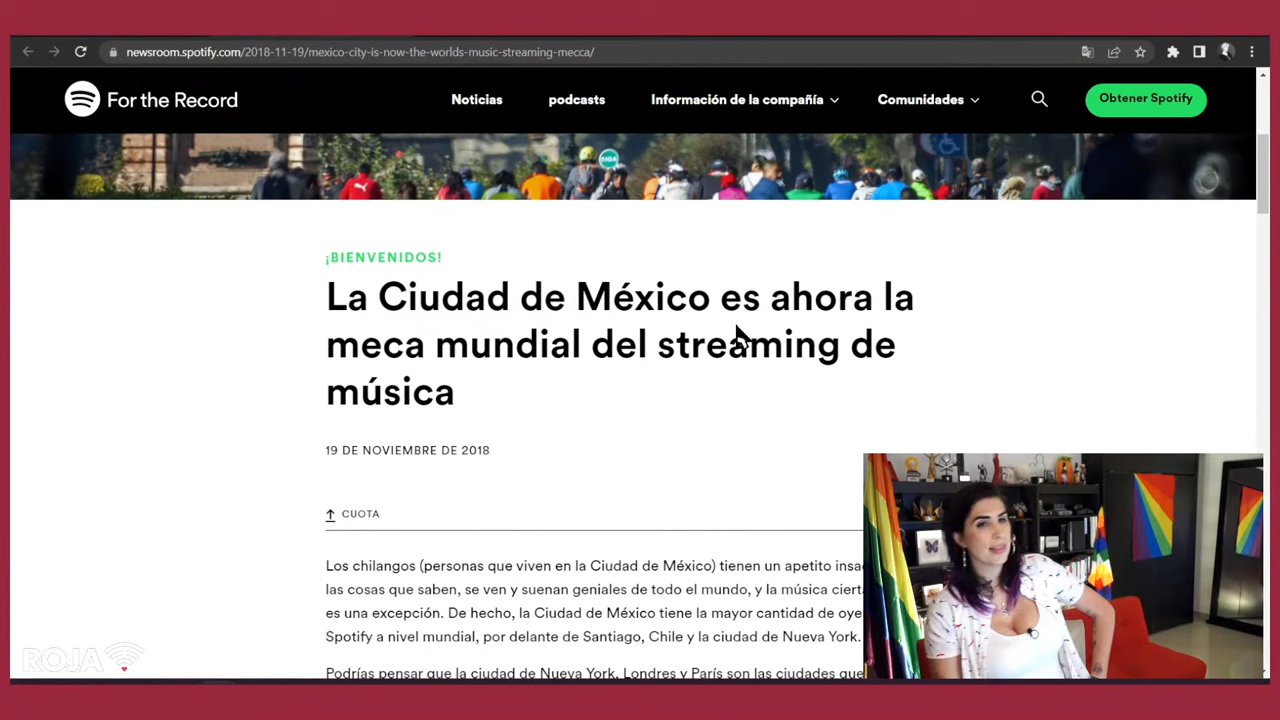 newsroom.spotify.com/2018-11-19/mexico-city-is-now-the-worlds-music-streaming-mecca/
For the Record Noticias podcasts Información de la compañía Comunidades Obtener Spotify
SIGA
¡BIENVENIDOS!
La Ciudad de México es ahora la
meca mundial del streaming de
música
19 DE NOVIEMBRE DE 2018
CUOTA
Los chilangos (personas que viven en la Ciudad de México) tienen un apetito insa
las cosas que saben, se ven y suenan geniales de todo el mundo, y la música cierta
es una excepción. De hecho, la Ciudad de México tiene la mayor cantidad de oye
Spotify a nivel mundial, por delante de Santiago, Chile y la ciudad de Nueva York.
Podrías pensar que la ciudad de Nueva York, Londres y París son las ciudades que
ROJA